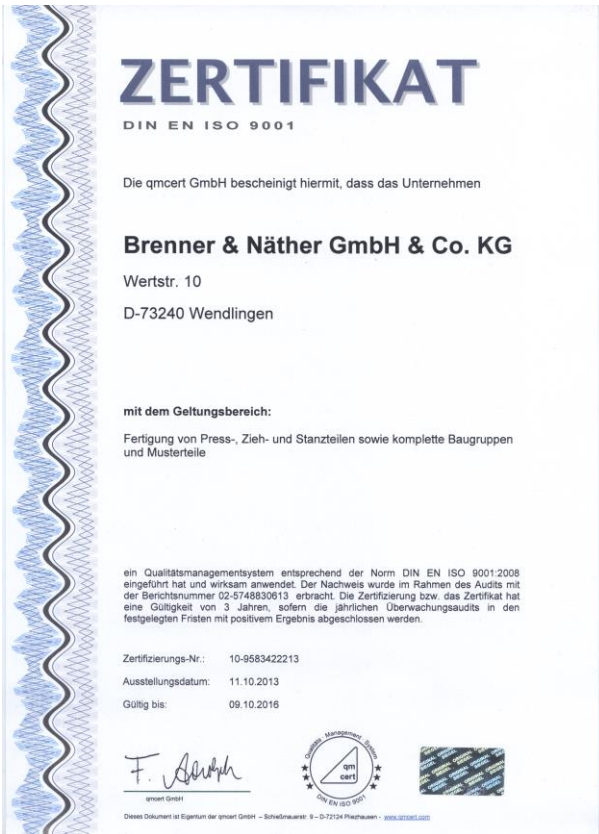 ZERTIFIKAT
DIN EN ISO 9001
Die qmcert GmbH bescheinigt hiermit, dass das Unternehmen
Brenner & Näther GmbH & Co. KG
Wertstr. 10
D-73240 Wendlingen
mit dem Geltungsbereich:
Fertigung von Press-, Zieh- und Stanzteilen sowie komplette Baugruppen
und Musterteile
ein Qualitätsmanagementsystem entsprechend der Norm DIN EN ISO 9001:2008
eingeführt hat und wirksam anwendet. Der Nachweis wurde im Rahmen des Audits mit
der Berichtsnummer 02-5748830613 erbracht. Die Zertifizierung bzw. das Zertifikat hat
eine Gültigkeit von 3 Jahren, sofern die jährlichen Überwachungsaudits in den
festgelegten Fristen mit positivem Ergebnis abgeschlossen werden.
Zertifizierungs-Nr.: 10-9583422213
Ausstellungsdatum: 11.10.2013
Gültig bis: 09.10.2016
qmcert GmbH
Qualitäts - Management - System
qm
cert
DIN EN ISO 9001
ORIGINAL
SIEGEL
Dieses Dokument ist Eigentum der qmcert GmbH – Schießmauerstr. 9 – D-72124 Pliezhausen - www.qmcert.com